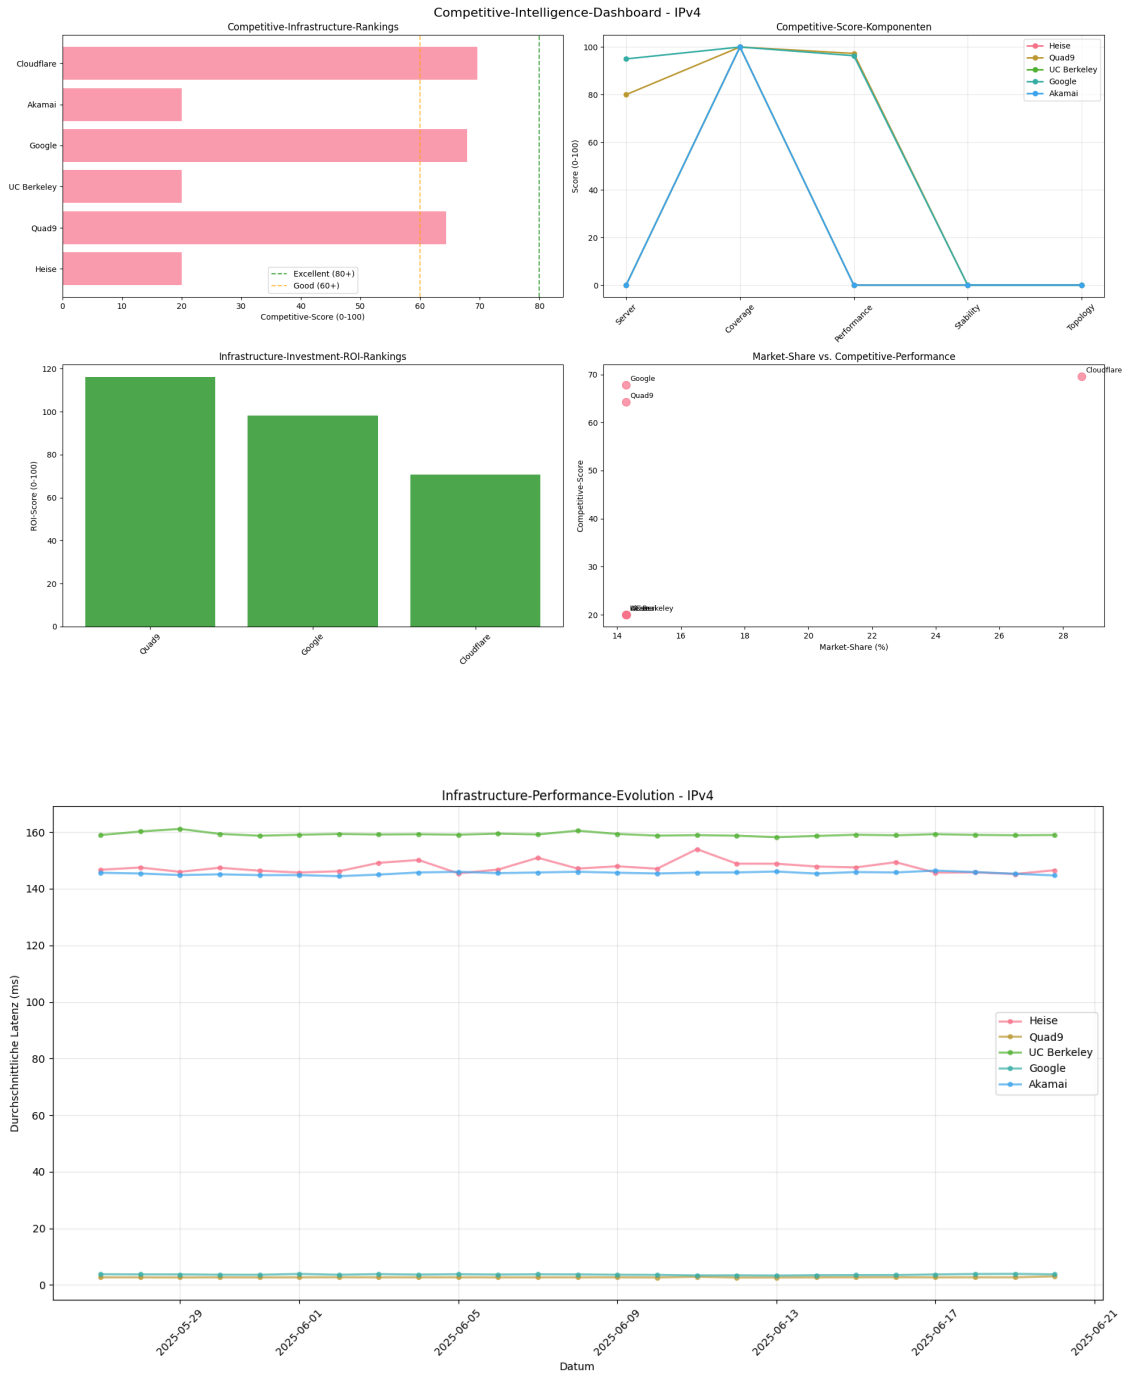 Competitive-Intelligence-Dashboard - IPv4
Competitive-Infrastructure-Rankings
Cloudflare
Akamai
Google
UC Berkeley
Quad9
Heise
Excellent (80+)
Good (60+)
0 10 20 30 40 50 60 70 80
Competitive-Score (0-100)
Competitive-Score-Komponenten
Score (0-100)
100
80
60
40
20
0
Heise
Quad9
UC Berkeley
Google
Akamai
Server Coverage Performance Stability Topology
Infrastructure-Investment-ROI-Rankings
ROI-Score (0-100)
120
100
80
60
40
20
0
Quad9 Google Cloudflare
Market-Share vs. Competitive-Performance
Competitive-Score
70
60
50
40
30
20
Cloudflare
Google
Quad9
14 16 18 20 22 24 26 28
Market-Share (%)
Infrastructure-Performance-Evolution - IPv4
Durchschnittliche Latenz (ms)
160
140
120
100
80
60
40
20
0
Heise
Quad9
UC Berkeley
Google
Akamai
2025-05-29 2025-06-01 2025-06-05 2025-06-09 2025-06-13 2025-06-17 2025-06-21
Datum